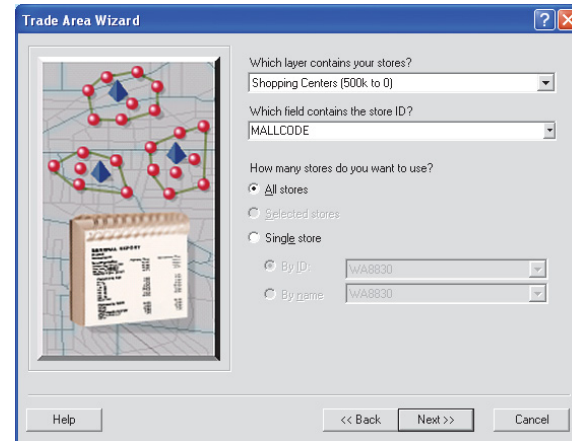 Trade Area Wizard
Which layer contains your stores?
Shopping Centers (500k to 0)
Which field contains the store ID?
MALLCODE
How many stores do you want to use?
All stores
Selected stores
Single store
By ID: WA8830
By name WA8830
Help << Back Next >> Cancel